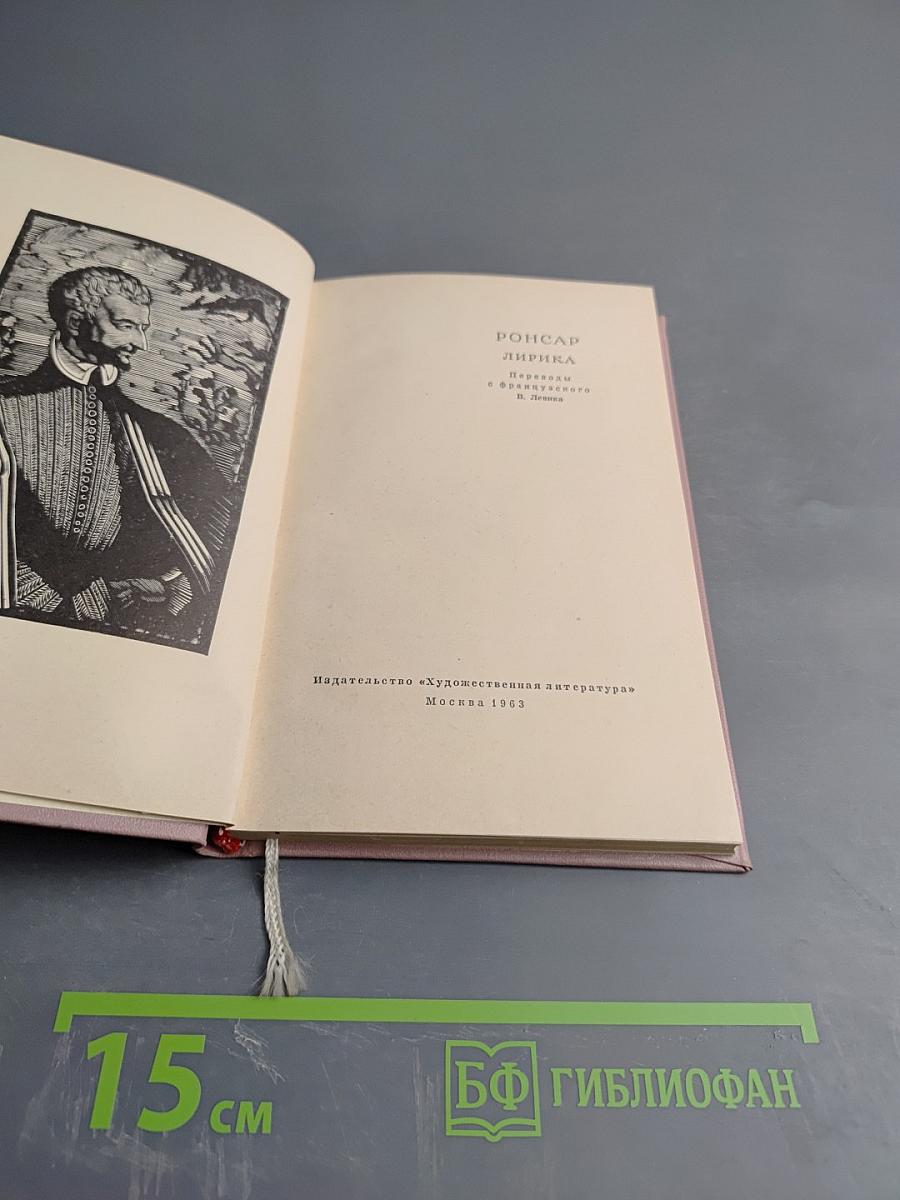 РОНСАР
ЛИРИКА
Переводы
с французского
В. Левика
Издательство «Художественная литература»
Москва 1963
15 см
БФ ГИБЛИОФАН